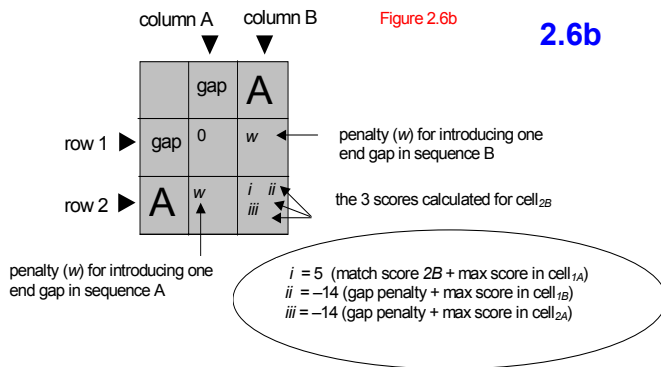 column A column B
Figure 2.6b
2.6b
gap A
row 1 gap 0 w
penalty (w) for introducing one
end gap in sequence B
row 2 A w i ii
iii
the 3 scores calculated for cell2B
penalty (w) for introducing one
end gap in sequence A
i = 5 (match score 2B + max score in cell1A)
ii = –14 (gap penalty + max score in cell1B)
iii = –14 (gap penalty + max score in cell2A)